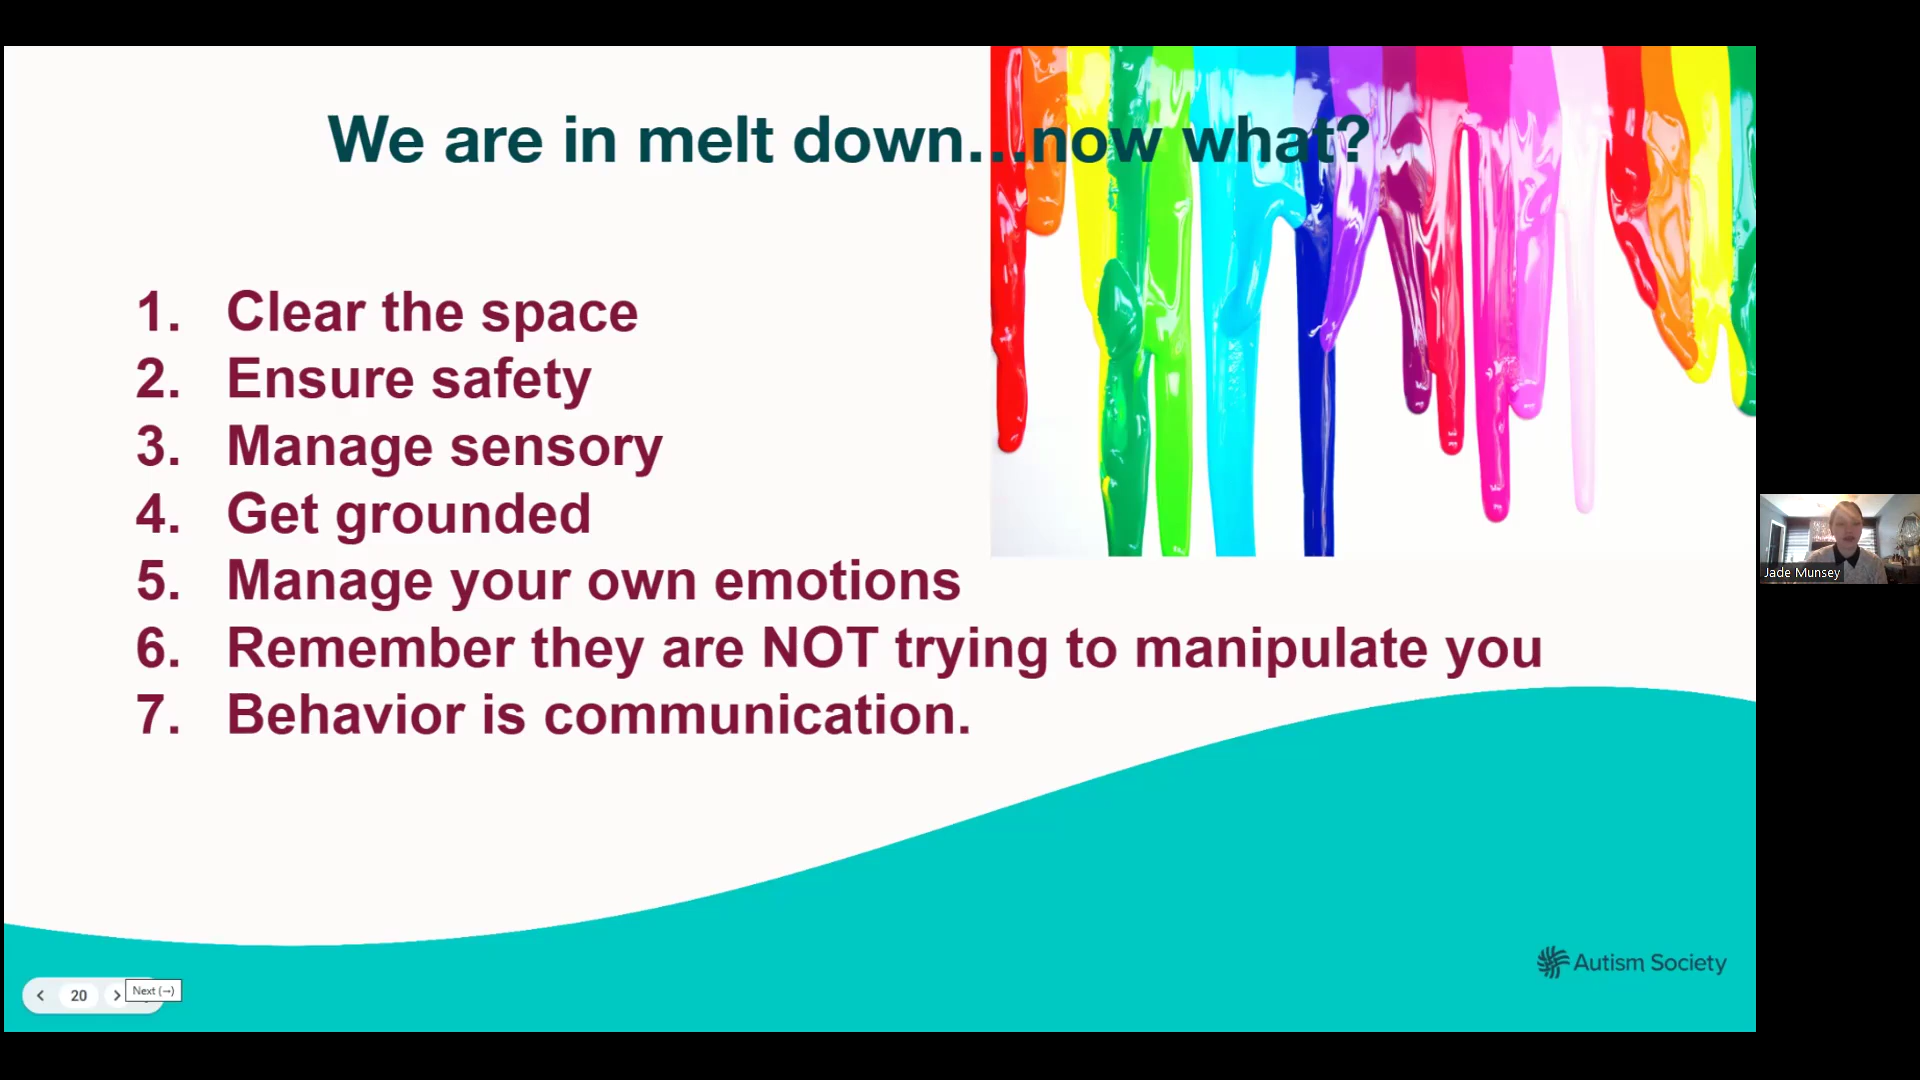 We are in melt down...now what?
1. Clear the space
2. Ensure safety
3. Manage sensory
4. Get grounded
5. Manage your own emotions
6. Remember they are NOT trying to manipulate you
7. Behavior is communication.
Jade Munsey
Autism Society
20
Next (→)